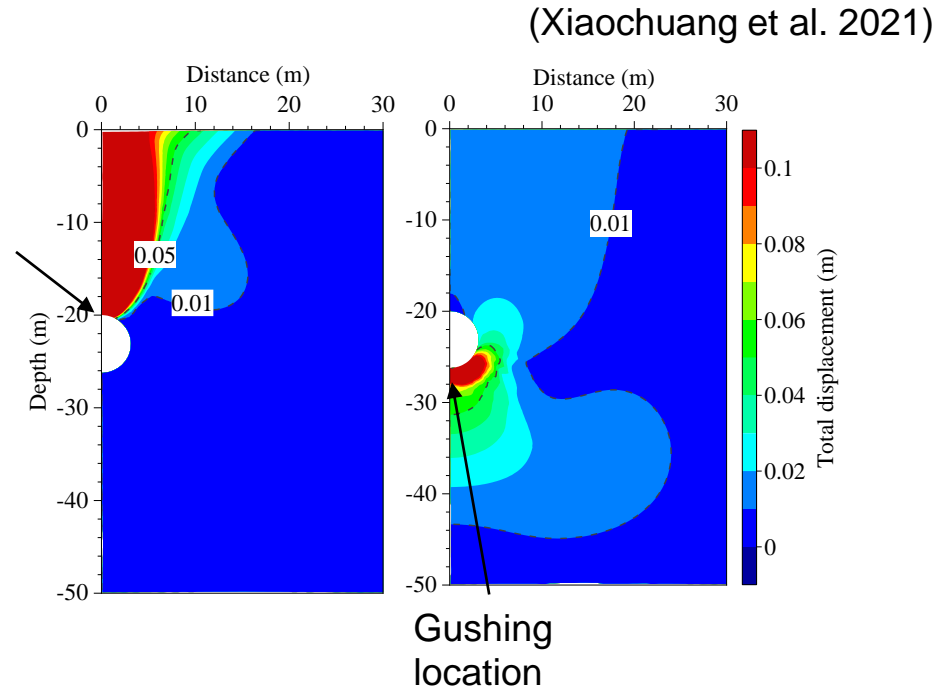 (Xiaochuang et al. 2021)
Distance (m)
0 10 20 30
0
-10
-20
-30
-40
-50
Depth (m)
0.05
0.01
Distance (m)
0 10 20 30
0
-10
-20
-30
-40
-50
0.01
0.1
0.08
0.06
0.04
0.02
0
Total displacement (m)
Gushing
location